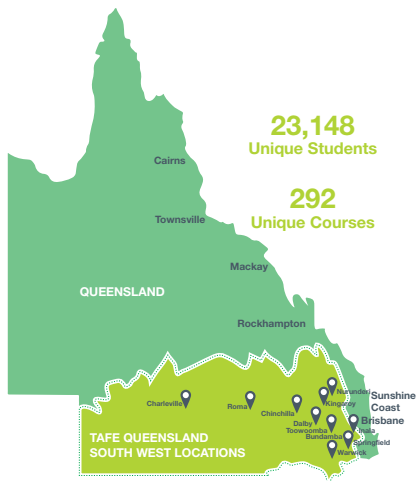 23,148
Unique Students
Cairns
292
Unique Courses
Townsville
Mackay
QUEENSLAND
Rockhampton
Nurunderi
Kingaroy
Sunshine
Coast
Charleville
Roma
Chinchilla
Dalby
Brisbane
Toowoomba
Inala
Bundamba
Springfield
Warwick
TAFE QUEENSLAND
SOUTH WEST LOCATIONS